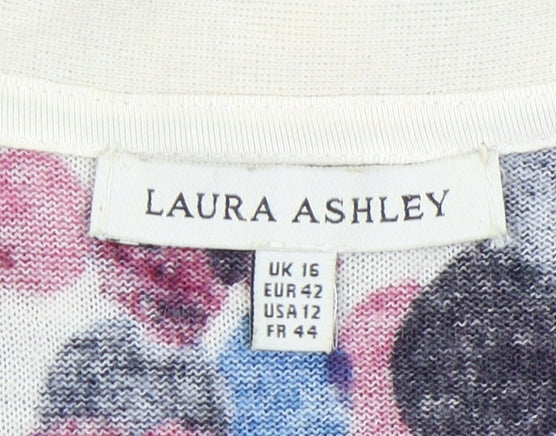 LAURA ASHLEY
UK 16
EUR 42
USA 12
FR 44